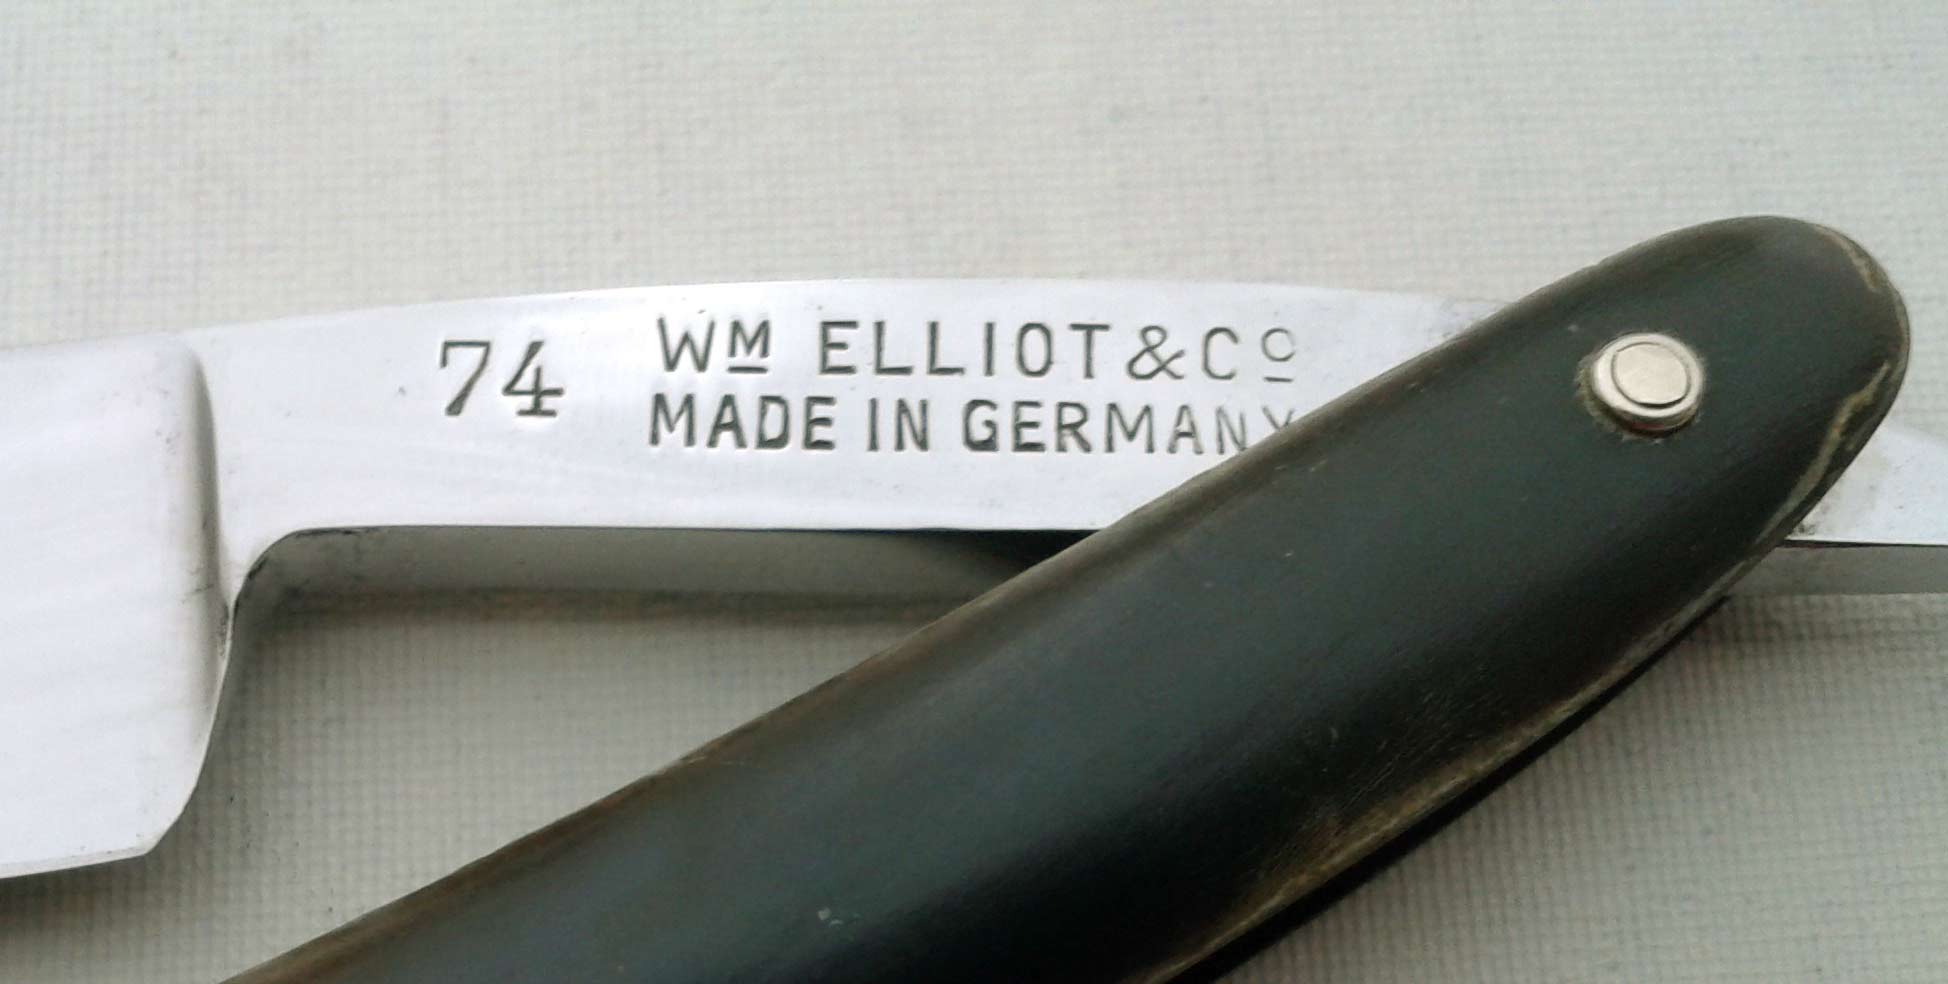 74 WM ELLIOT & CO
MADE IN GERMANY